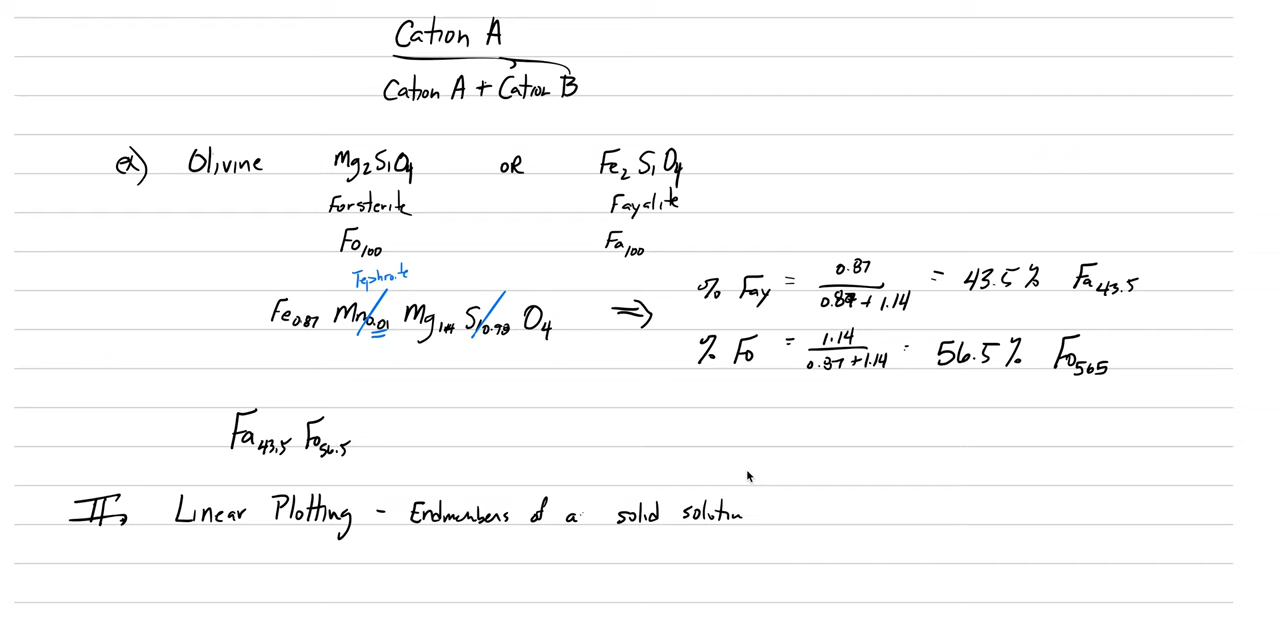 Cation A
Cation A + Cation B
ex) Olivine Mg2SiO4 OR Fe2SiO4
Forsterite Fayalite
Fo100 Fa100
Tephroite
Fe0.87 Mn0.01 Mg1.14 Si0.98 O4 ⇒
% Fay = 0.87 / 0.87 + 1.14 = 43.5% Fa43.5
% Fo = 1.14 / 0.87 + 1.14 = 56.5% Fo56.5
Fa43.5 Fo56.5
II. Linear Plotting - Endmembers of a solid solution